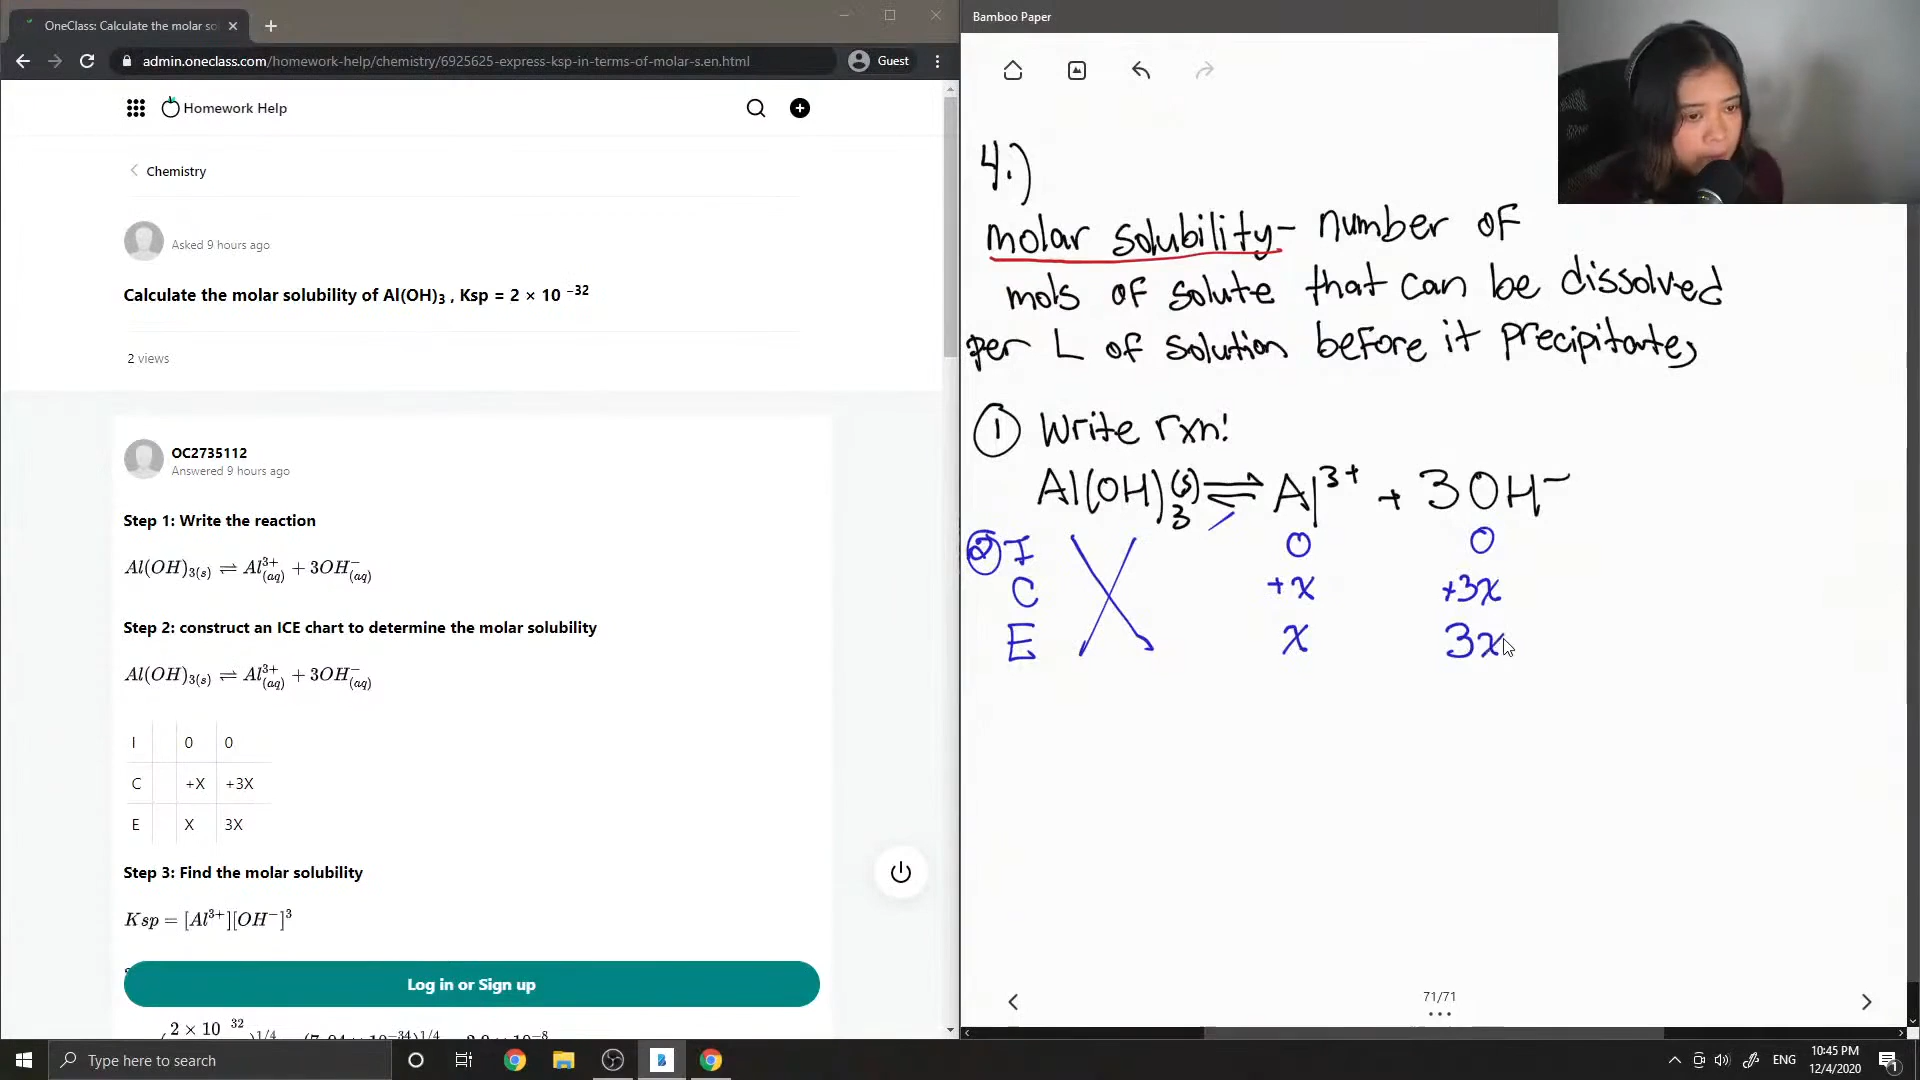 OneClass: Calculate the molar so
admin.oneclass.com/homework-help/chemistry/6925625-express-ksp-in-terms-of-molar-s.en.html
Guest
Homework Help
Chemistry
Asked 9 hours ago
Calculate the molar solubility of Al(OH)₃ , Ksp = 2 × 10 ⁻³²
2 views
OC2735112
Answered 9 hours ago
Step 1: Write the reaction
Al(OH)₃₍ₛ₎ ⇌ Al³⁺(aq) + 3OH⁻(aq)
Step 2: construct an ICE chart to determine the molar solubility
Al(OH)₃₍ₛ₎ ⇌ Al³⁺(aq) + 3OH⁻(aq)
I 0 0
C +X +3X
E X 3X
Step 3: Find the molar solubility
Ksp = [Al³⁺][OH⁻]³
Log in or Sign up
Bamboo Paper
4.)
molar solubility- number of
mols of solute that can be dissolved
per L of solution before it precipitates
① Write rxn!
Al(OH)₃(s) ⇌ Al³⁺ + 3OH⁻
② I 0 0
C +x +3x
E x 3x
71/71
Type here to search
ENG
10:45 PM
12/4/2020
1